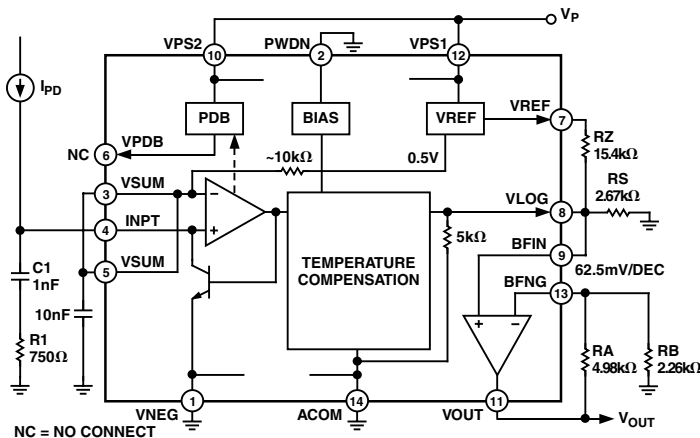 V_P
VPS2
PWDN
VPS1
10
2
12
I_PD
PDB
BIAS
VREF
VREF
7
NC
6
VPDB
~10kΩ
0.5V
RZ
15.4kΩ
3
VSUM
RS
2.67kΩ
VLOG
8
4
INPT
5kΩ
BFIN
9
5
VSUM
TEMPERATURE
COMPENSATION
62.5mV/DEC
BFNG
13
C1
1nF
10nF
R1
750Ω
RA
4.98kΩ
RB
2.26kΩ
1
14
11
VNEG
ACOM
VOUT
V_OUT
NC = NO CONNECT
−
+
+
−